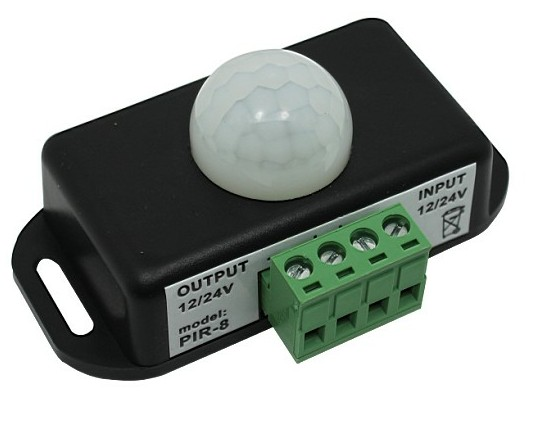 OUTPUT
12/24V
model:
PIR-8
INPUT
12/24V